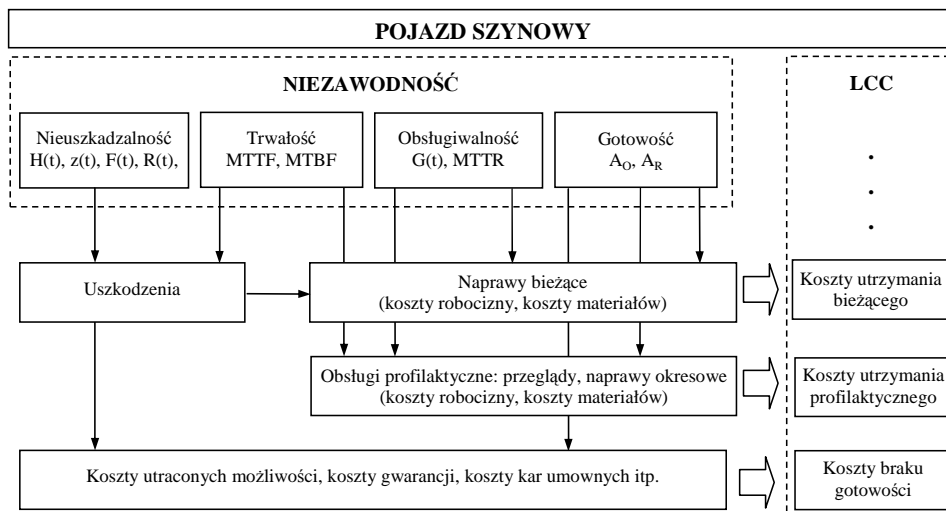 POJAZD SZYNOWY
NIEZAWODNOŚĆ
LCC
Nieuszkadzalność
H(t), z(t), F(t), R(t),
Trwałość
MTTF, MTBF
Obsługiwalność
G(t), MTTR
Gotowość
A_O, A_R
Uszkodzenia
Naprawy bieżące
(koszty robocizny, koszty materiałów)
Koszty utrzymania
bieżącego
Obsługi profilaktyczne: przeglądy, naprawy okresowe
(koszty robocizny, koszty materiałów)
Koszty utrzymania
profilaktycznego
Koszty utraconych możliwości, koszty gwarancji, koszty kar umownych itp.
Koszty braku
gotowości